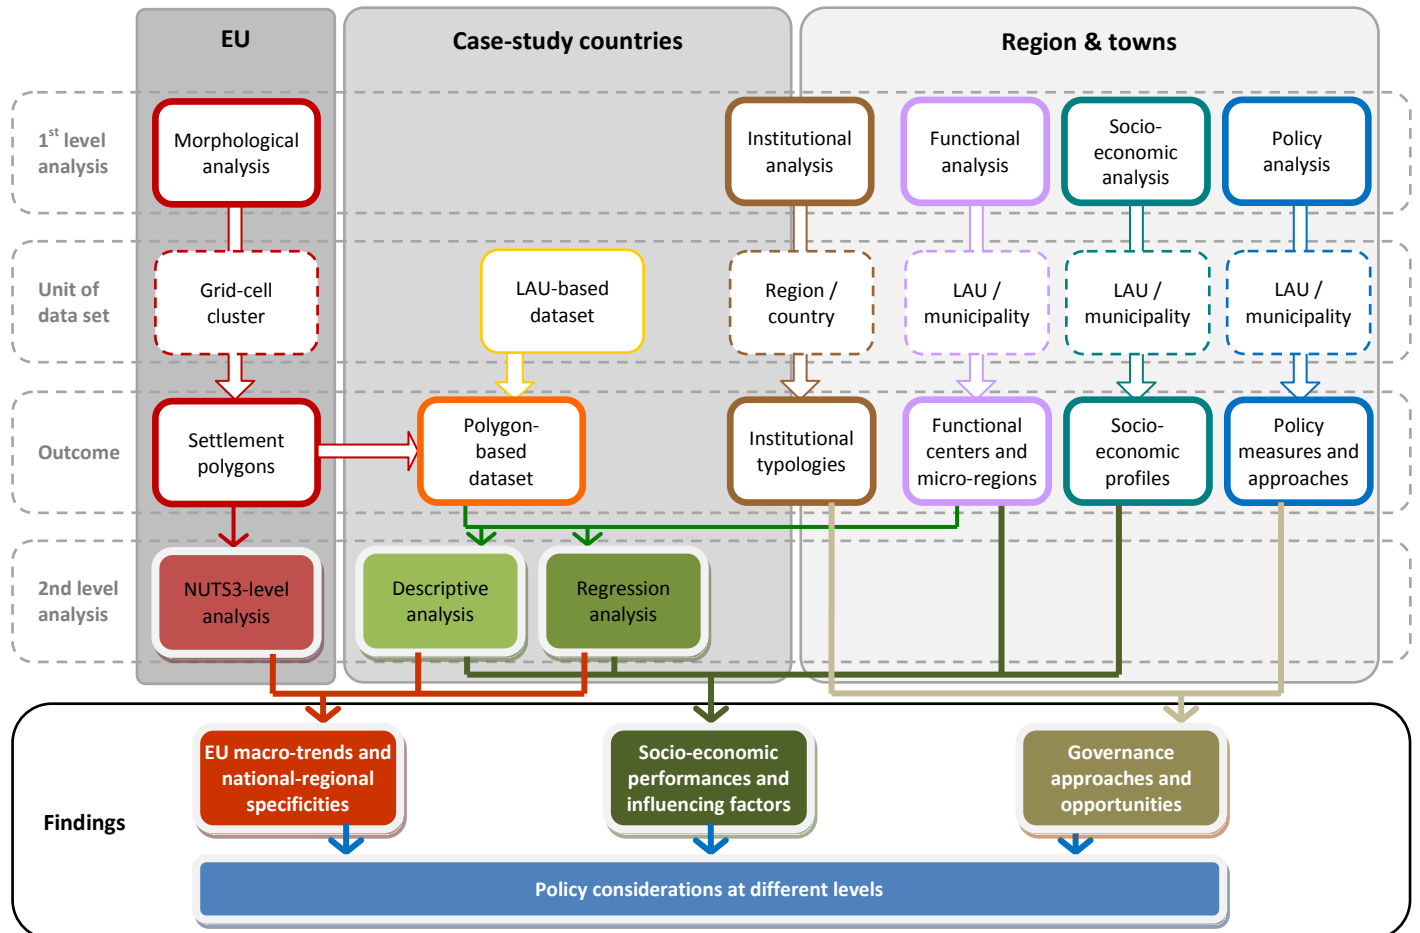 EU
Case-study countries
Region & towns
1st level
analysis
Morphological
analysis
Institutional
analysis
Functional
analysis
Socio-
economic
analysis
Policy
analysis
Unit of
data set
Grid-cell
cluster
LAU-based
dataset
Region /
country
LAU /
municipality
LAU /
municipality
LAU /
municipality
Outcome
Settlement
polygons
Polygon-
based
dataset
Institutional
typologies
Functional
centers and
micro-regions
Socio-
economic
profiles
Policy
measures and
approaches
2nd level
analysis
NUTS3-level
analysis
Descriptive
analysis
Regression
analysis
Findings
EU macro-trends and
national-regional
specificities
Socio-economic
performances and
influencing factors
Governance
approaches and
opportunities
Policy considerations at different levels